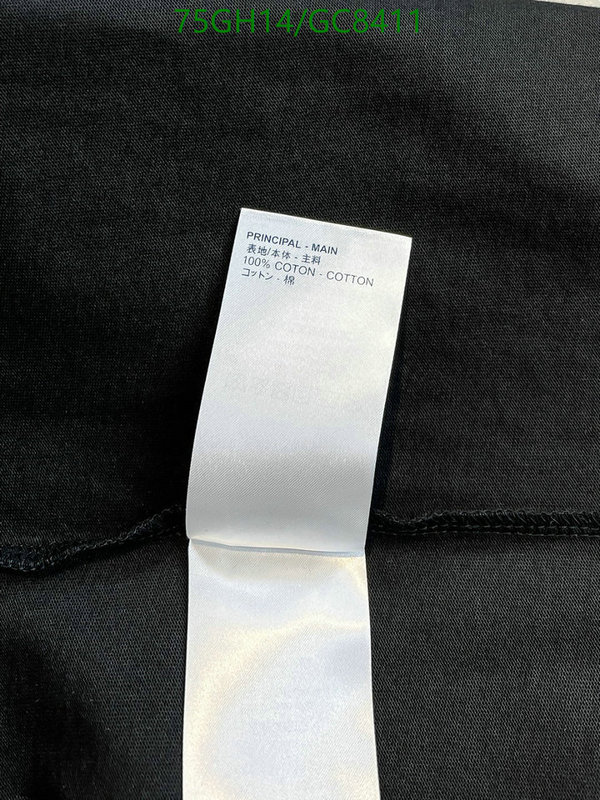 75GH14/GC8411
PRINCIPAL - MAIN
表地/本体 - 主料
100% COTON - COTTON
コットン - 棉